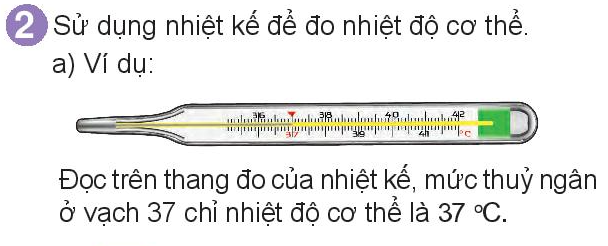 2 Sử dụng nhiệt kế để đo nhiệt độ cơ thể.
a) Ví dụ:
36 38 40 42
37 39 41 °C
Đọc trên thang đo của nhiệt kế, mức thuỷ ngân
ở vạch 37 chỉ nhiệt độ cơ thể là 37 °C.